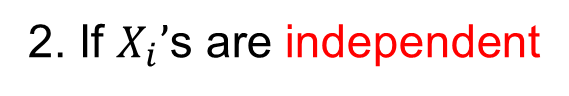 2. If 𝑋ᵢ’s are independent